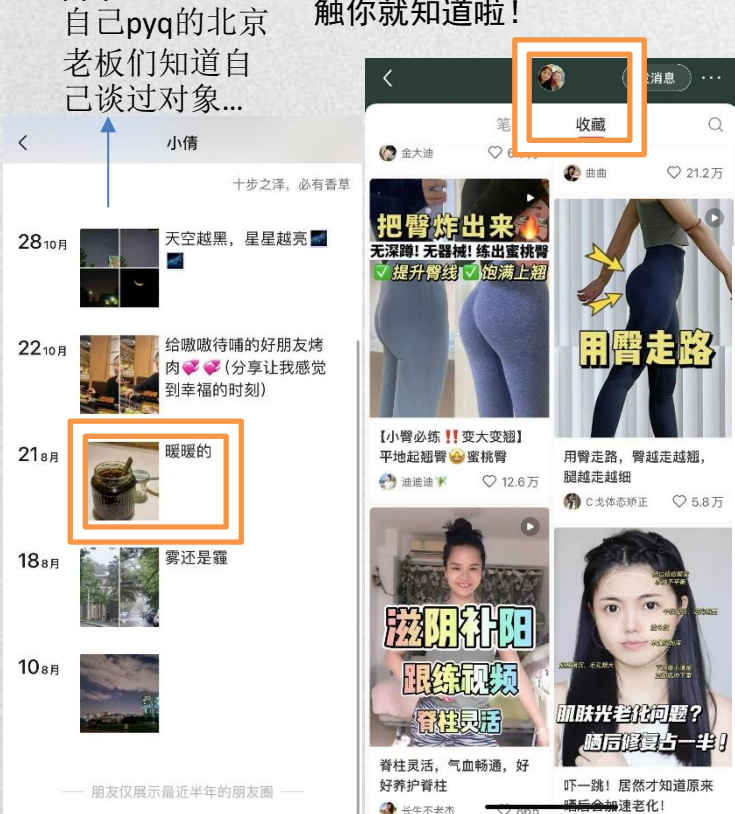 自己pyq的北京
老板们知道自
己谈过对象…
触你就知道啦！
小倩
十步之泽，必有香草
28 10月
天空越黑，星星越亮
22 10月
给嗷嗷待哺的好朋友烤
肉💞💞(分享让我感觉
到幸福的时刻)
21 8月
暖暖的
18 8月
雾还是霾
10 8月
朋友仅展示最近半年的朋友圈
消息
笔
收藏
金大迪
曲曲
21.2万
把臀炸出来🔥
无深蹲！无器械！练出蜜桃臀
✅提升臀线✅饱满上翘
【小臀必练‼️变大变翘】
平地起翘臀😄蜜桃臀
迪迪迪
12.6万
用臀走路
用臀走路，臀越走越翘，
腿越走越细
C戈体态矫正
5.8万
滋阴补阳
跟练视频
脊柱灵活
脊柱灵活，气血畅通，好
好养护脊柱
长生不老杰
865
肌肤光老化问题？
晒后修复占一半！
吓一跳！居然才知道原来
晒后会加速老化！